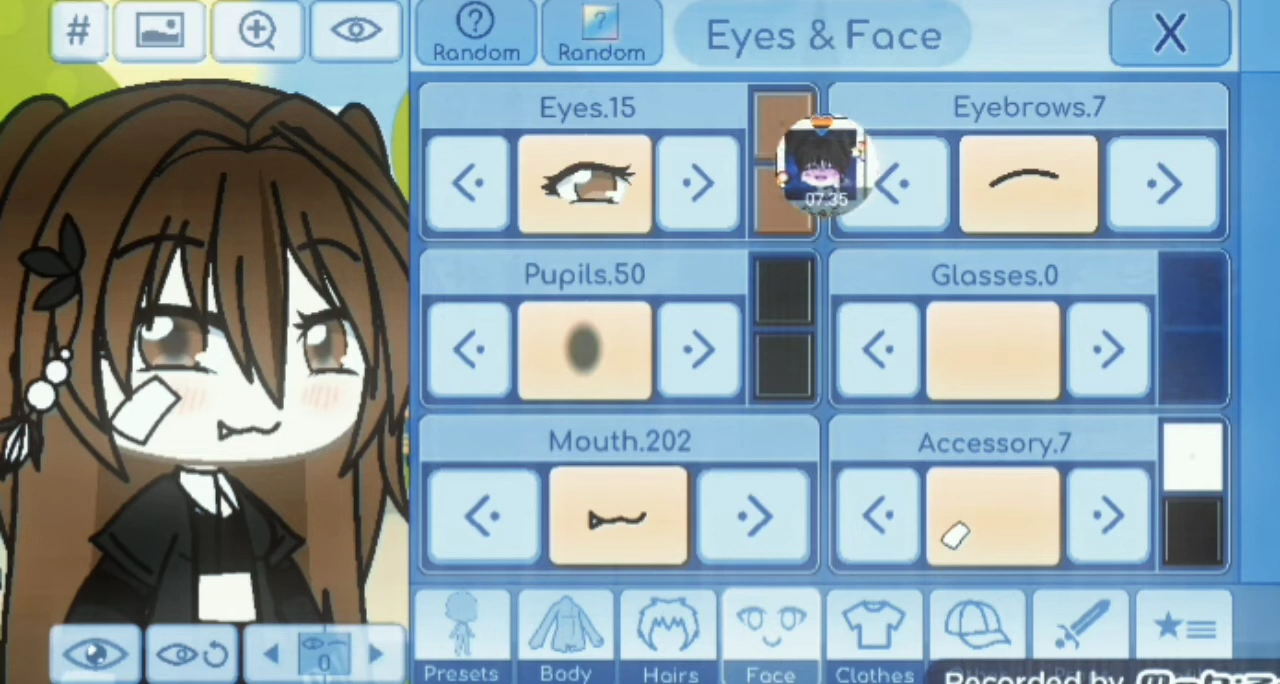 #
Random
Random
Eyes & Face
X
Eyes.15
Eyebrows.7
07:35
Pupils.50
Glasses.0
Mouth.202
Accessory.7
0
Presets
Body
Hairs
Face
Clothes
Recorded by